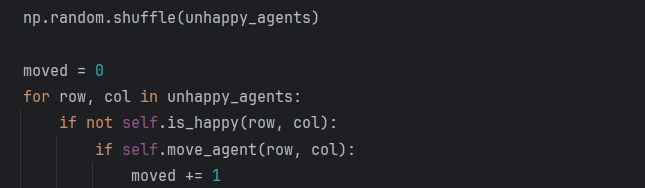 np.random.shuffle(unhappy_agents)
moved = 0
for row, col in unhappy_agents:
if not self.is_happy(row, col):
if self.move_agent(row, col):
moved += 1